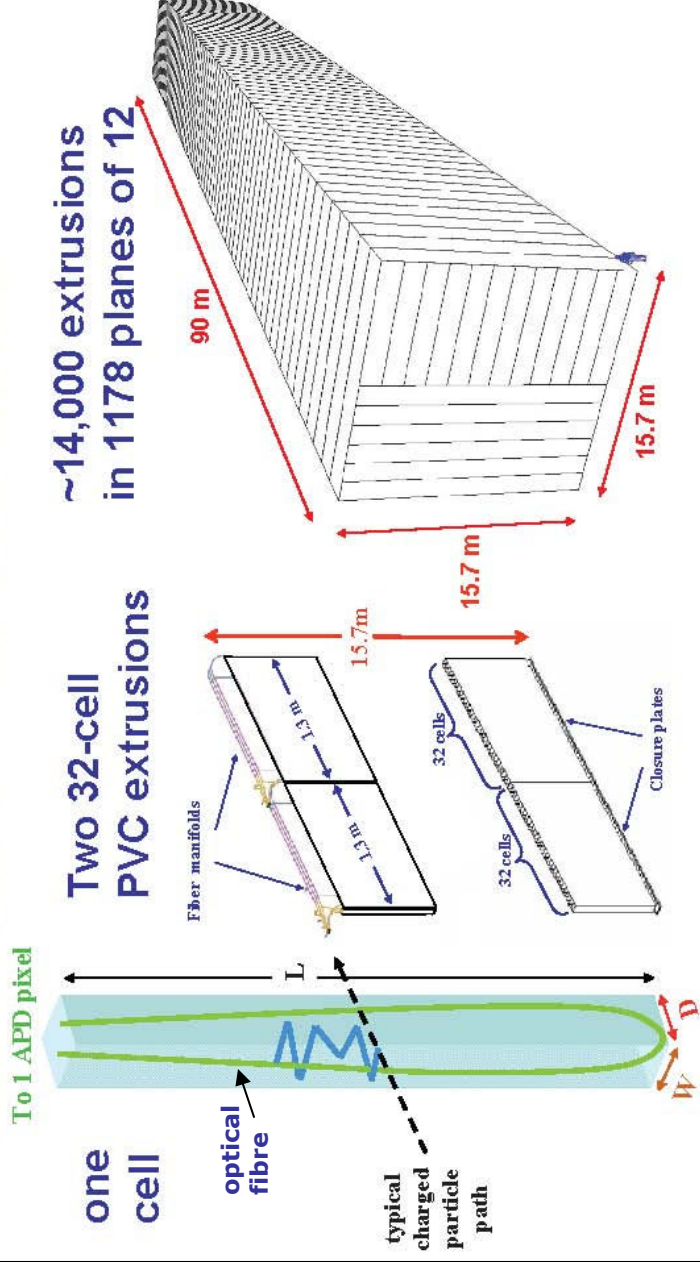 To 1 APD pixel
one
cell
optical
fibre
typical
charged
particle
path
L
W
D
Two 32-cell
PVC extrusions
Fiber manifolds
1.3 m
1.3 m
15.7m
32 cells
32 cells
Closure plates
~14,000 extrusions
in 1178 planes of 12
90 m
15.7 m
15.7 m